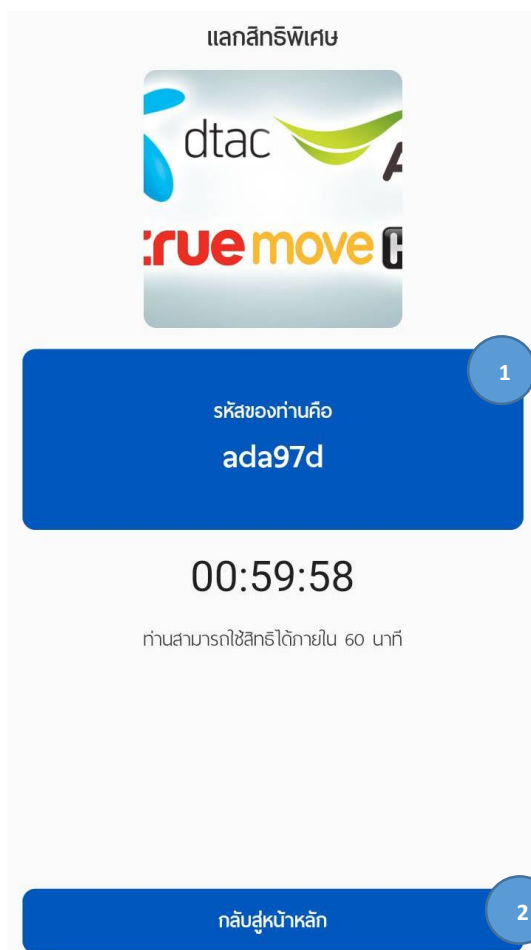 แลกสิทธิพิเศษ
dtac
true move H
1
รหัสของท่านคือ
ada97d
00:59:58
ท่านสามารถใช้สิทธิได้ภายใน 60 นาที
กลับสู่หน้าหลัก
2